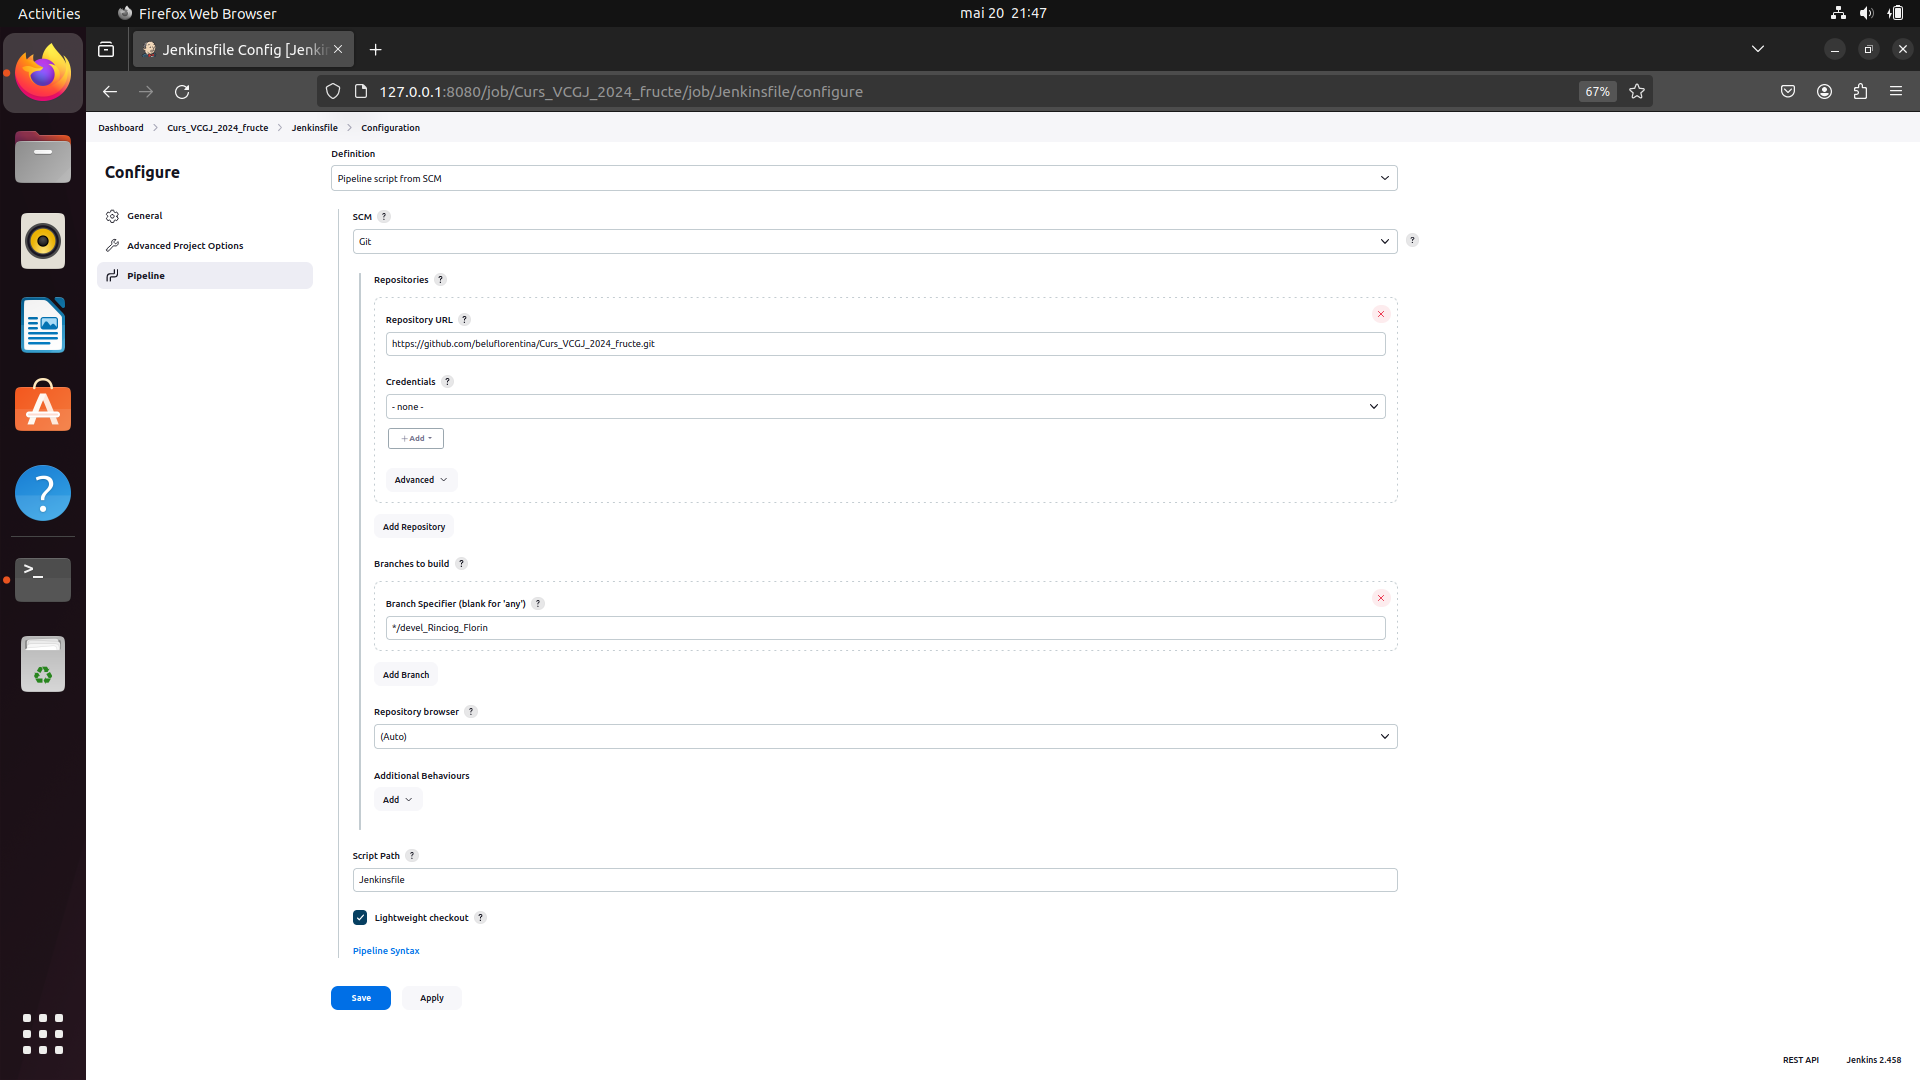 Activities
Firefox Web Browser
mai 20 21:47
Jenkinsfile Config [Jenki
127.0.0.1:8080/job/Curs_VCGJ_2024_fructe/job/Jenkinsfile/configure
67%
Dashboard
Curs_VCGJ_2024_fructe
Jenkinsfile
Configuration
Configure
General
Advanced Project Options
Pipeline
Definition
Pipeline script from SCM
SCM ?
Git
?
Repositories ?
Repository URL ?
https://github.com/beluflorentina/Curs_VCGJ_2024_fructe.git
Credentials ?
- none -
+ Add
Advanced
Add Repository
Branches to build ?
Branch Specifier (blank for 'any') ?
*/devel_Rinciog_Florin
Add Branch
Repository browser ?
(Auto)
Additional Behaviours
Add
Script Path ?
Jenkinsfile
Lightweight checkout ?
Pipeline Syntax
Save
Apply
REST API
Jenkins 2.458